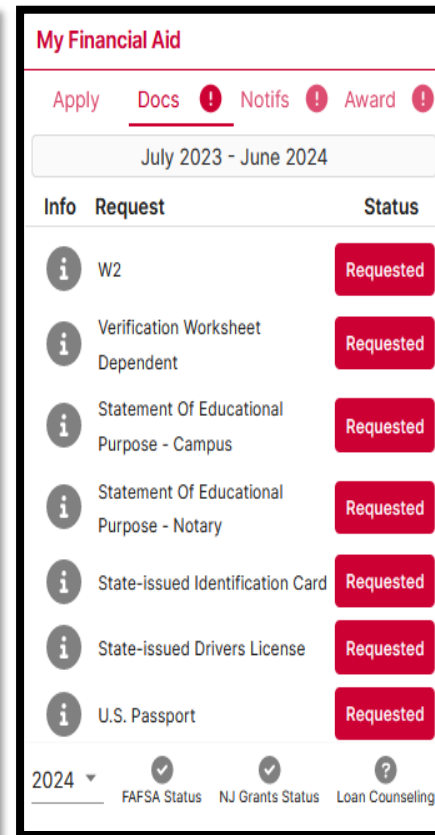 My Financial Aid
Apply Docs ! Notifs ! Award !
July 2023 - June 2024
Info Request Status
i W2 Requested
i Verification Worksheet
Dependent Requested
i Statement Of Educational
Purpose - Campus Requested
i Statement Of Educational
Purpose - Notary Requested
i State-issued Identification Card Requested
i State-issued Drivers License Requested
i U.S. Passport Requested
2024
FAFSA Status NJ Grants Status ? Loan Counseling